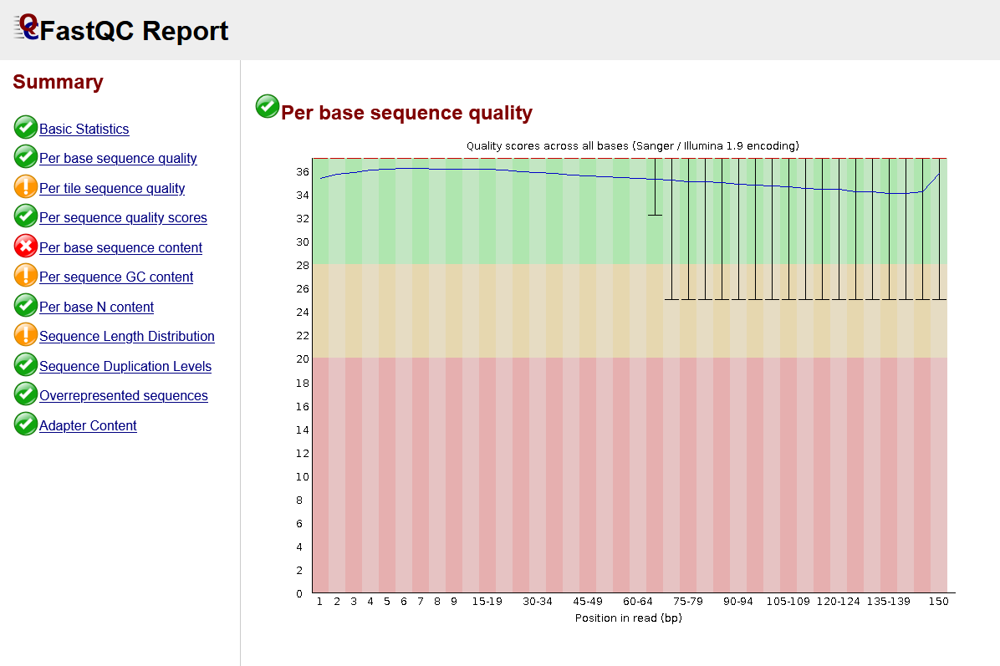 FastQC Report
Summary
Basic Statistics
Per base sequence quality
Per tile sequence quality
Per sequence quality scores
Per base sequence content
Per sequence GC content
Per base N content
Sequence Length Distribution
Sequence Duplication Levels
Overrepresented sequences
Adapter Content
Per base sequence quality
Quality scores across all bases (Sanger / Illumina 1.9 encoding)
36
34
32
30
28
26
24
22
20
18
16
14
12
10
8
6
4
2
0
1 2 3 4 5 6 7 8 9 15-19 30-34 45-49 60-64 75-79 90-94 105-109 120-124 135-139 150
Position in read (bp)